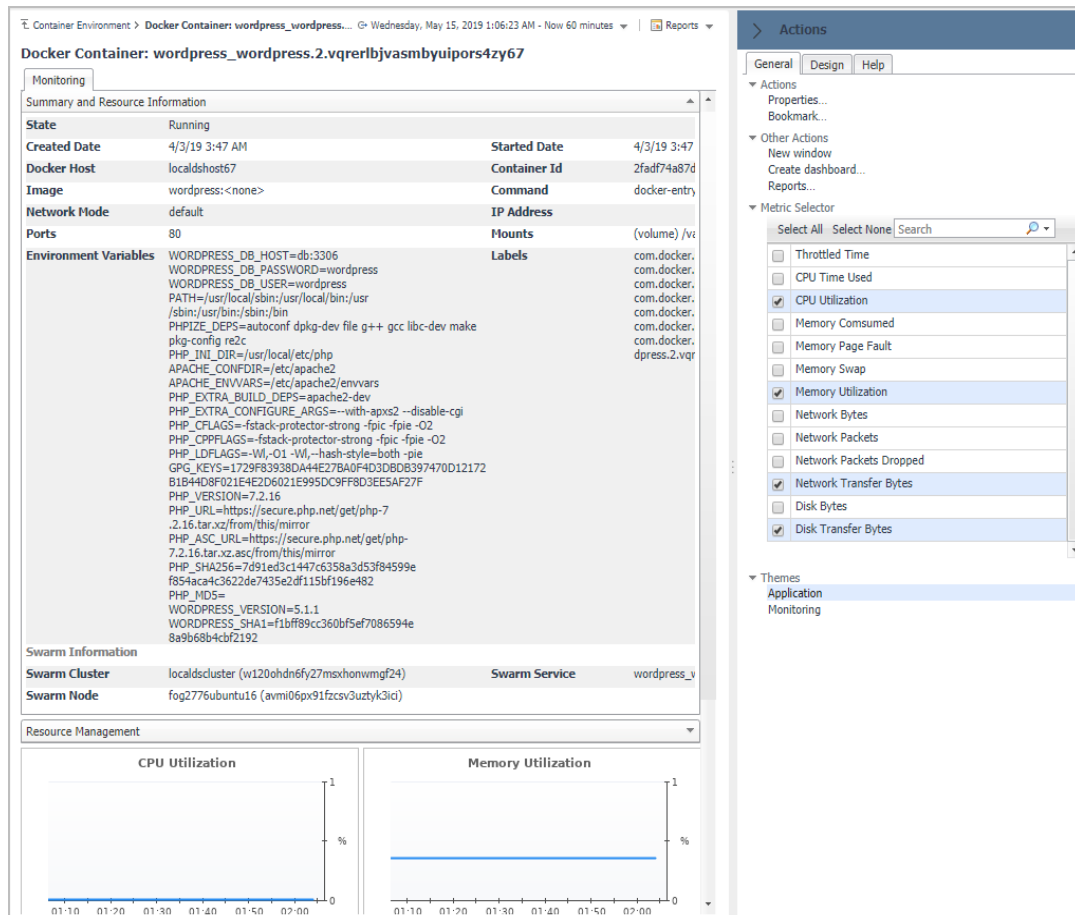 Container Environment > Docker Container: wordpress_wordpress.... Wednesday, May 15, 2019 1:06:23 AM - Now 60 minutes Reports
Docker Container: wordpress_wordpress.2.vqrerlbjvasmbyuipors4zy67
Monitoring
Summary and Resource Information
State Running
Created Date 4/3/19 3:47 AM Started Date 4/3/19 3:47
Docker Host localdshost67 Container Id 2fadf74a87d
Image wordpress:<none> Command docker-entry
Network Mode default IP Address
Ports 80 Mounts (volume) /va
Environment Variables WORDPRESS_DB_HOST=db:3306 Labels com.docker.
WORDPRESS_DB_PASSWORD=wordpress com.docker.
WORDPRESS_DB_USER=wordpress com.docker.
PATH=/usr/local/sbin:/usr/local/bin:/usr com.docker.
/sbin:/usr/bin:/sbin:/bin com.docker.
PHPIZE_DEPS=autoconf dpkg-dev file g++ gcc libc-dev make com.docker.
pkg-config re2c com.docker.
PHP_INI_DIR=/usr/local/etc/php dpress.2.vqr
APACHE_CONFDIR=/etc/apache2
APACHE_ENVVARS=/etc/apache2/envvars
PHP_EXTRA_BUILD_DEPS=apache2-dev
PHP_EXTRA_CONFIGURE_ARGS=--with-apxs2 --disable-cgi
PHP_CFLAGS=-fstack-protector-strong -fpic -fpie -O2
PHP_CPPFLAGS=-fstack-protector-strong -fpic -fpie -O2
PHP_LDFLAGS=-Wl,-O1 -Wl,--hash-style=both -pie
GPG_KEYS=1729F83938DA44E27BA0F4D3DBDB397470D12172
B1B44D8F021E4E2D6021E995DC9FF8D3EE5AF27F
PHP_VERSION=7.2.16
PHP_URL=https://secure.php.net/get/php-7
.2.16.tar.xz/from/this/mirror
PHP_ASC_URL=https://secure.php.net/get/php-
7.2.16.tar.xz.asc/from/this/mirror
PHP_SHA256=7d91ed3c1447c6358a3d53f84599e
f854aca4c3622de7435e2df115bf196e482
PHP_MD5=
WORDPRESS_VERSION=5.1.1
WORDPRESS_SHA1=f1bff89cc360bf5ef7086594e
8a9b68b4cbf2192
Swarm Information
Swarm Cluster localdscluster (w120ohdn6fy27msxhonwmgf24) Swarm Service wordpress_w
Swarm Node fog2776ubuntu16 (avmi06px91fzcsv3uztyk3ici)
Resource Management
CPU Utilization
1
%
0
01:10 01:20 01:30 01:40 01:50 02:00
Memory Utilization
1
%
0
01:10 01:20 01:30 01:40 01:50 02:00
Actions
General Design Help
Actions
Properties...
Bookmark...
Other Actions
New window
Create dashboard...
Reports...
Metric Selector
Select All Select None Search
Throttled Time
CPU Time Used
CPU Utilization
Memory Comsumed
Memory Page Fault
Memory Swap
Memory Utilization
Network Bytes
Network Packets
Network Packets Dropped
Network Transfer Bytes
Disk Bytes
Disk Transfer Bytes
Themes
Application
Monitoring